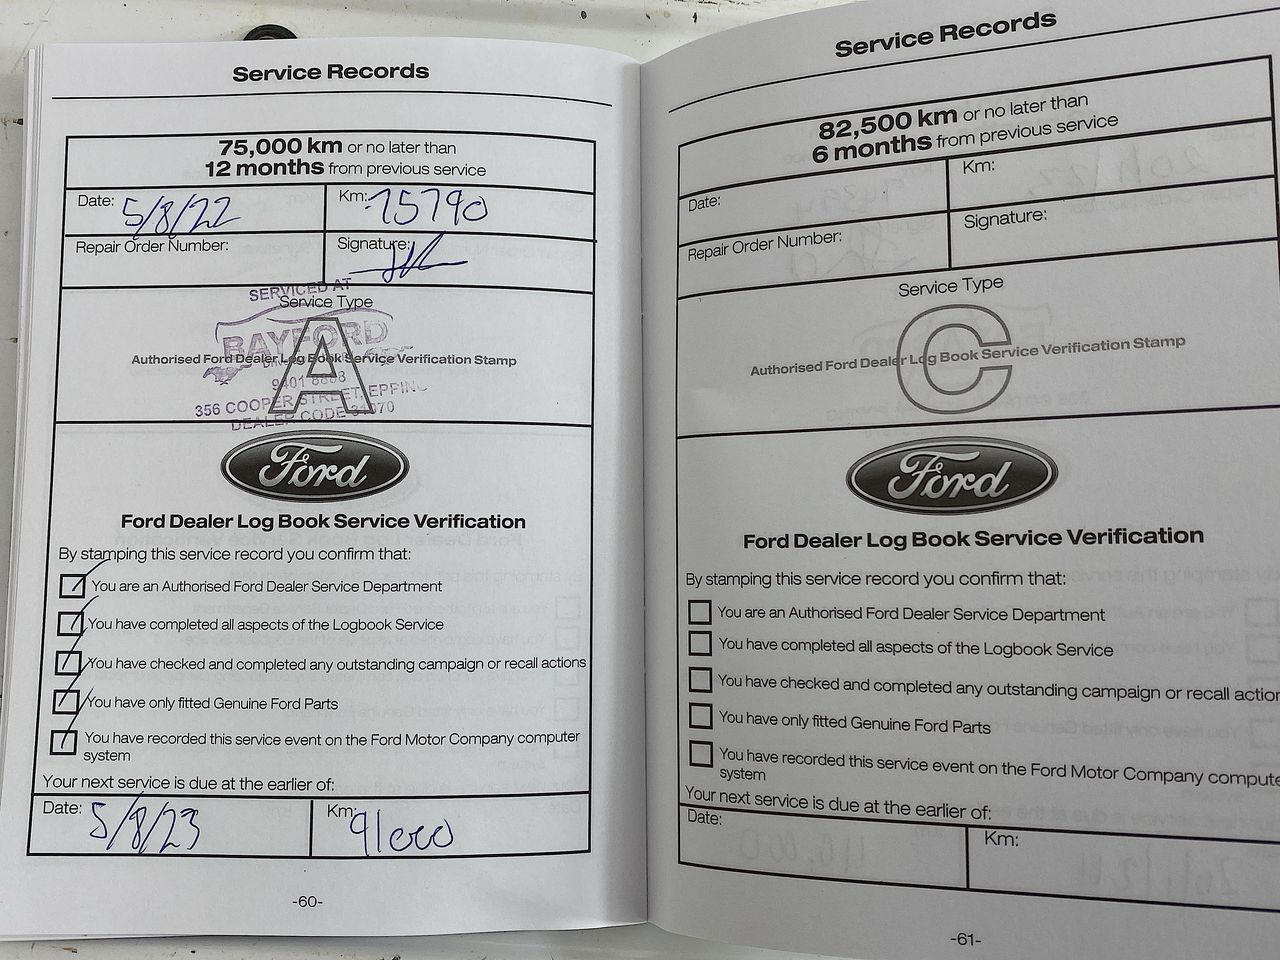 Service Records
75,000 km or no later than
12 months from previous service
Date: 5/8/22
Km: 75790
Repair Order Number:
Signature:
SERVICED AT
Service Type
BAYFORD
A
Authorised Ford Dealer Log Book Service Verification Stamp
9401 8888
356 COOPER STREET, EPPING
DEALER CODE 31070
Ford
Ford Dealer Log Book Service Verification
By stamping this service record you confirm that:
You are an Authorised Ford Dealer Service Department
You have completed all aspects of the Logbook Service
You have checked and completed any outstanding campaign or recall actions
You have only fitted Genuine Ford Parts
You have recorded this service event on the Ford Motor Company computer
system
Your next service is due at the earlier of:
Date: 5/8/23
Km: 91000
-60-
Service Records
82,500 km or no later than
6 months from previous service
Date:
Km:
Repair Order Number:
Signature:
Service Type
C
Authorised Ford Dealer Log Book Service Verification Stamp
Ford
Ford Dealer Log Book Service Verification
By stamping this service record you confirm that:
You are an Authorised Ford Dealer Service Department
You have completed all aspects of the Logbook Service
You have checked and completed any outstanding campaign or recall action
You have only fitted Genuine Ford Parts
You have recorded this service event on the Ford Motor Company compute
system
Your next service is due at the earlier of:
Date:
Km:
-61-